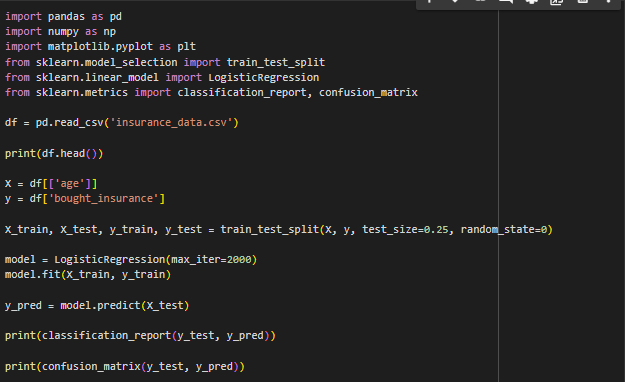 import pandas as pd
import numpy as np
import matplotlib.pyplot as plt
from sklearn.model_selection import train_test_split
from sklearn.linear_model import LogisticRegression
from sklearn.metrics import classification_report, confusion_matrix
df = pd.read_csv('insurance_data.csv')
print(df.head())
X = df[['age']]
y = df['bought_insurance']
X_train, X_test, y_train, y_test = train_test_split(X, y, test_size=0.25, random_state=0)
model = LogisticRegression(max_iter=2000)
model.fit(X_train, y_train)
y_pred = model.predict(X_test)
print(classification_report(y_test, y_pred))
print(confusion_matrix(y_test, y_pred))